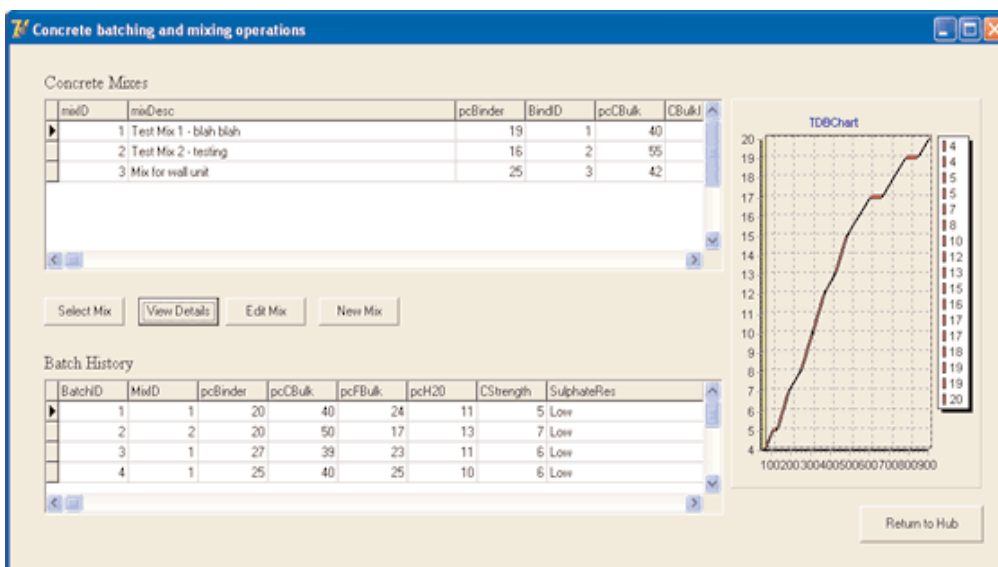 Concrete batching and mixing operations
Concrete Mixes
mixID mixDesc pcBinder BindID pcCBulk CBulkI
1 Test Mix 1 - blah blah 19 1 40
2 Test Mix 2 - testing 16 2 55
3 Mix for wall unit 25 3 42
Select Mix View Details Edit Mix New Mix
Batch History
BatchID MixID pcBinder pcCBulk pcFBulk pcH20 CStrength SulphateRes
1 1 20 40 24 11 5 Low
2 2 20 50 17 13 7 Low
3 1 27 39 23 11 6 Low
4 1 25 40 25 10 6 Low
TDBChart
20
19
18
17
16
15
14
13
12
11
10
9
8
7
6
5
4
100200300400500600700800900
4
4
5
5
7
8
10
12
13
15
16
17
17
18
19
19
20
Return to Hub